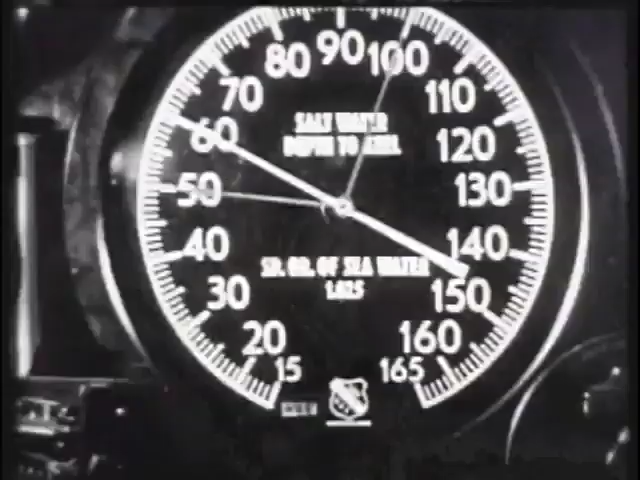 80 90 100
70 110
SALT WATER
DEPTH TO KEEL
60 120
50 130
40 140
SP. GR. OF SEA WATER
1.025
30 150
20 160
15 165